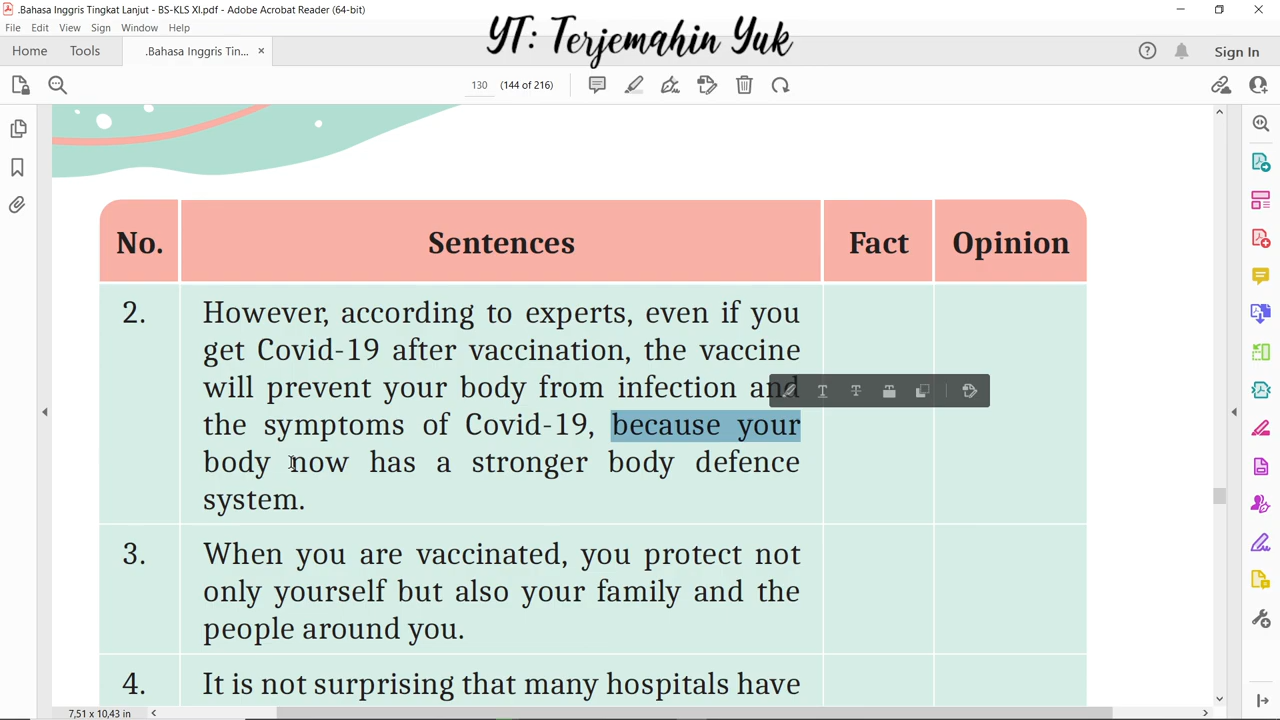 .Bahasa Inggris Tingkat Lanjut - BS-KLS XI.pdf - Adobe Acrobat Reader (64-bit)
File Edit View Sign Window Help
YT: Terjemahin Yuk
Home Tools .Bahasa Inggris Tin... × Sign In
130 (144 of 216)
No. Sentences Fact Opinion
2. However, according to experts, even if you
get Covid-19 after vaccination, the vaccine
will prevent your body from infection and
the symptoms of Covid-19, because your
body now has a stronger body defence
system.
3. When you are vaccinated, you protect not
only yourself but also your family and the
people around you.
4. It is not surprising that many hospitals have
7,51 x 10,43 in